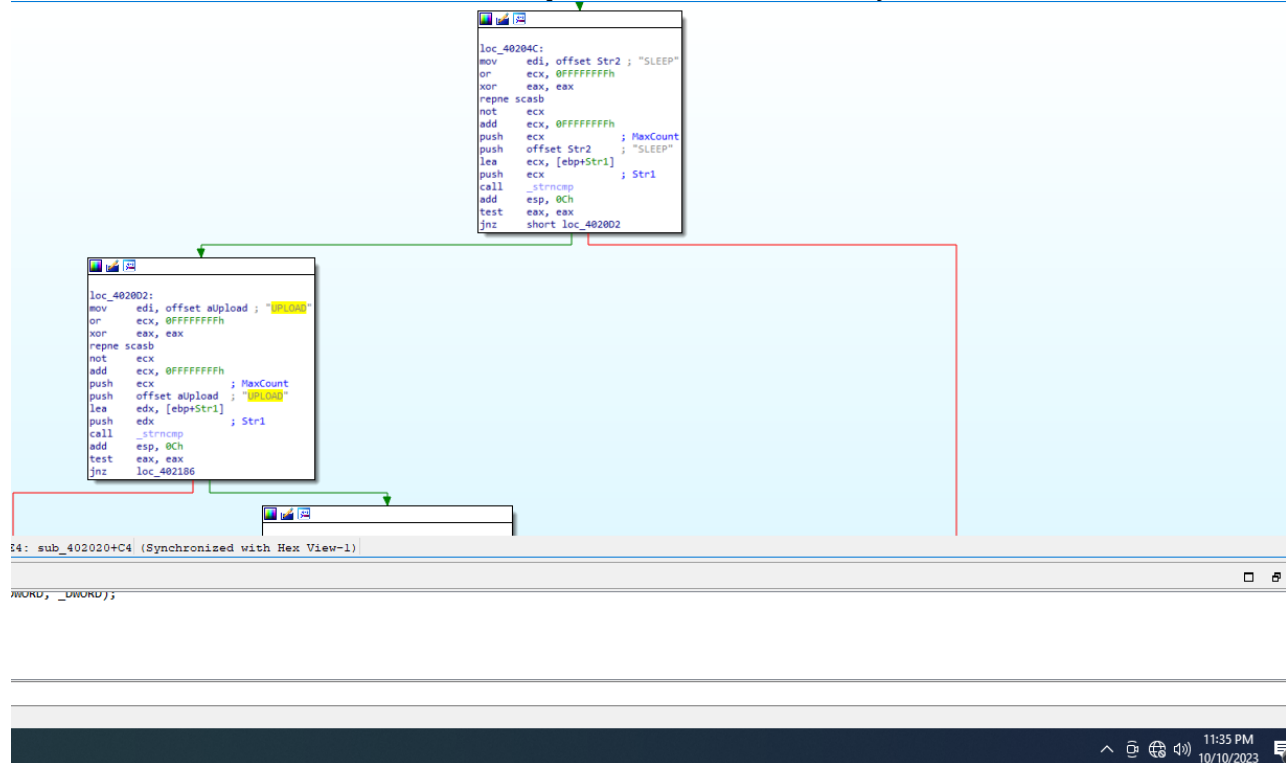 loc_40204C:
mov edi, offset Str2 ; "SLEEP"
or ecx, 0FFFFFFFFh
xor eax, eax
repne scasb
not ecx
add ecx, 0FFFFFFFFh
push ecx ; MaxCount
push offset Str2 ; "SLEEP"
lea ecx, [ebp+Str1]
push ecx ; Str1
call _strncmp
add esp, 0Ch
test eax, eax
jnz short loc_4020D2
loc_4020D2:
mov edi, offset aUpload ; "UPLOAD"
or ecx, 0FFFFFFFFh
xor eax, eax
repne scasb
not ecx
add ecx, 0FFFFFFFFh
push ecx ; MaxCount
push offset aUpload ; "UPLOAD"
lea edx, [ebp+Str1]
push edx ; Str1
call _strncmp
add esp, 0Ch
test eax, eax
jnz loc_402186
E4: sub_402020+C4 (Synchronized with Hex View-1)
_DWORD);
11:35 PM
10/10/2023